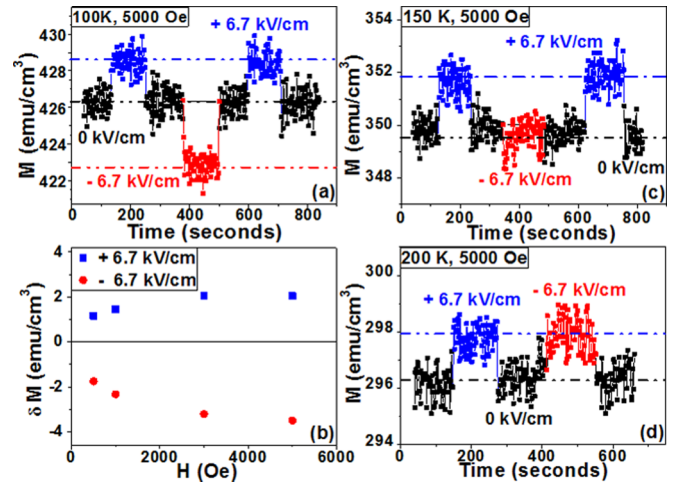 100K, 5000 Oe
+ 6.7 kV/cm
430
428
426
424
422
M (emu/cm³)
0 kV/cm
- 6.7 kV/cm
(a)
0 200 400 600 800
Time (seconds)
150 K, 5000 Oe
354
352
350
348
M (emu/cm³)
+ 6.7 kV/cm
- 6.7 kV/cm
0 kV/cm
(c)
0 200 400 600 800
Time (seconds)
+ 6.7 kV/cm
- 6.7 kV/cm
4
2
0
-2
-4
δ M (emu/cm³)
(b)
0 2000 4000 6000
H (Oe)
200 K, 5000 Oe
300
298
296
294
M (emu/cm³)
+ 6.7 kV/cm
- 6.7 kV/cm
0 kV/cm
(d)
0 200 400 600 800
Time (seconds)